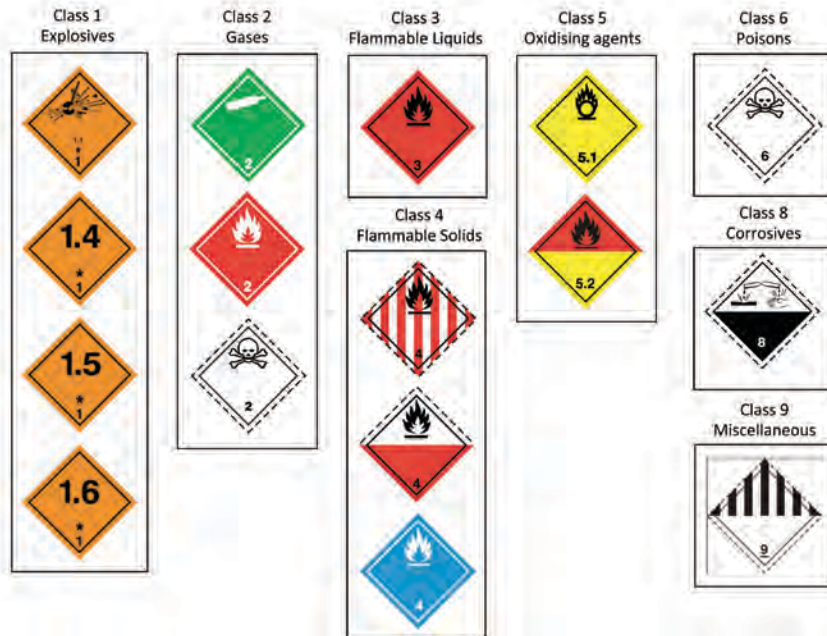 Class 1
Explosives
*
1
1.4
*
1
1.5
*
1
1.6
*
1
Class 2
Gases
2
2
2
Class 3
Flammable Liquids
3
Class 4
Flammable Solids
4
4
4
Class 5
Oxidising agents
5.1
5.2
Class 6
Poisons
6
Class 8
Corrosives
8
Class 9
Miscellaneous
9